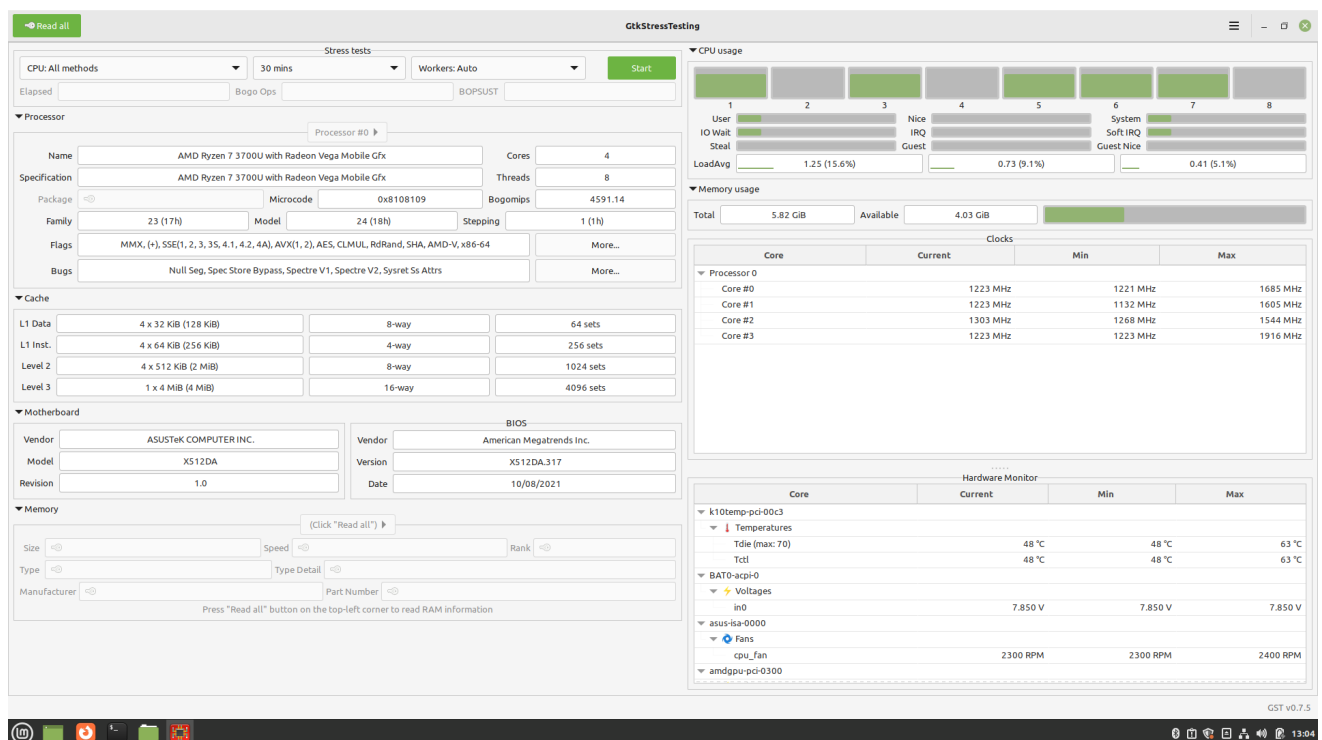 Read all
GtkStressTesting
Stress tests
CPU: All methods 30 mins Workers: Auto Start
Elapsed Bogo Ops BOPSUST
Processor
Processor #0
Name AMD Ryzen 7 3700U with Radeon Vega Mobile Gfx Cores 4
Specification AMD Ryzen 7 3700U with Radeon Vega Mobile Gfx Threads 8
Package Microcode 0x8108109 Bogomips 4591.14
Family 23 (17h) Model 24 (18h) Stepping 1 (1h)
Flags MMX, (+), SSE(1, 2, 3, 3S, 4.1, 4.2, 4A), AVX(1, 2), AES, CLMUL, RdRand, SHA, AMD-V, x86-64 More...
Bugs Null Seg, Spec Store Bypass, Spectre V1, Spectre V2, Sysret Ss Attrs More...
Cache
L1 Data 4 x 32 KiB (128 KiB) 8-way 64 sets
L1 Inst. 4 x 64 KiB (256 KiB) 4-way 256 sets
Level 2 4 x 512 KiB (2 MiB) 8-way 1024 sets
Level 3 1 x 4 MiB (4 MiB) 16-way 4096 sets
Motherboard
BIOS
Vendor ASUSTeK COMPUTER INC. Vendor American Megatrends Inc.
Model X512DA Version X512DA.317
Revision 1.0 Date 10/08/2021
Memory
(Click "Read all")
Size Speed Rank
Type Type Detail
Manufacturer Part Number
Press "Read all" button on the top-left corner to read RAM information
CPU usage
1 2 3 4 5 6 7 8
User Nice System
IO Wait IRQ Soft IRQ
Steal Guest Guest Nice
LoadAvg 1.25 (15.6%) 0.73 (9.1%) 0.41 (5.1%)
Memory usage
Total 5.82 GiB Available 4.03 GiB
Clocks
Core Current Min Max
Processor 0
Core #0 1223 MHz 1221 MHz 1685 MHz
Core #1 1223 MHz 1132 MHz 1605 MHz
Core #2 1303 MHz 1268 MHz 1544 MHz
Core #3 1223 MHz 1223 MHz 1916 MHz
Hardware Monitor
Core Current Min Max
k10temp-pci-00c3
Temperatures
Tdie (max: 70) 48 °C 48 °C 63 °C
Tctl 48 °C 48 °C 63 °C
BAT0-acpi-0
Voltages
in0 7.850 V 7.850 V 7.850 V
asus-isa-0000
Fans
cpu_fan 2300 RPM 2300 RPM 2400 RPM
amdgpu-pci-0300
GST v0.7.5
13:04